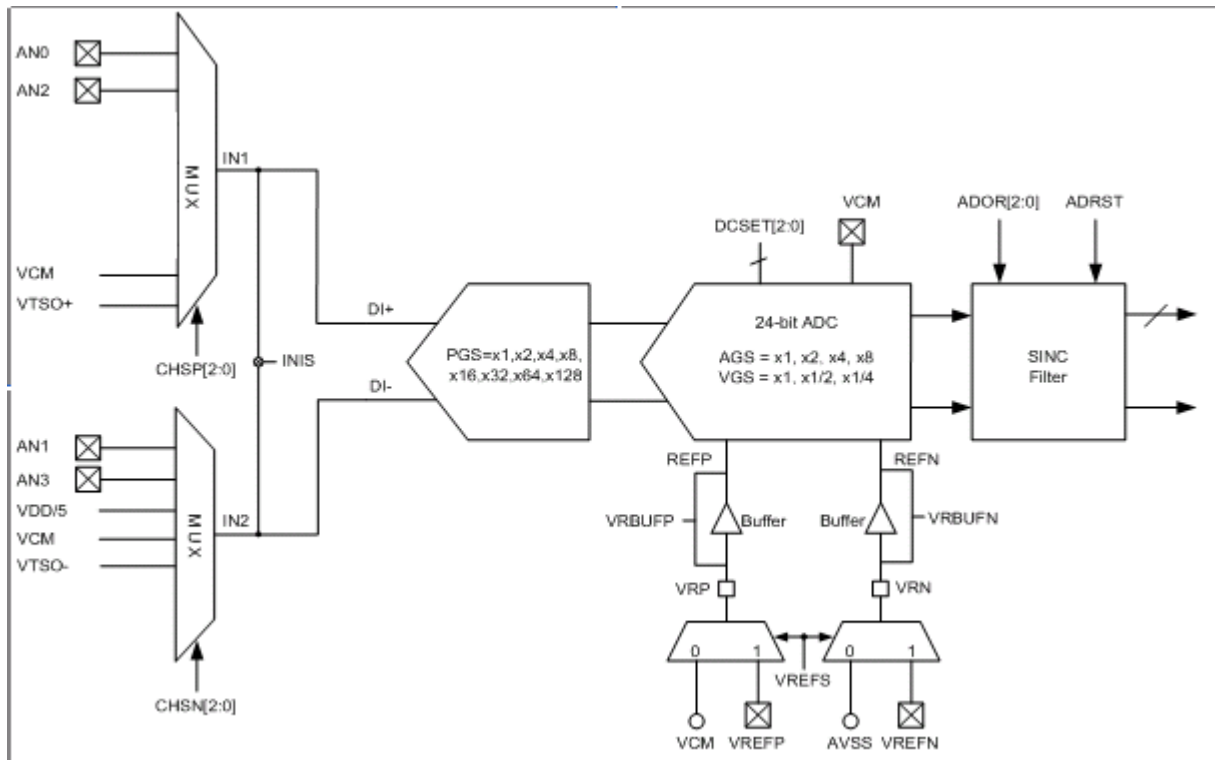 AN0
AN2
MUX
IN1
VCM
VTSO+
CHSP[2:0]
INIS
DI+
DI-
AN1
AN3
VDD/5
VCM
VTSO-
MUX
IN2
CHSN[2:0]
PGS=x1,x2,x4,x8,
x16,x32,x64,x128
DCSET[2:0]
VCM
24-bit ADC
AGS = x1, x2, x4, x8
VGS = x1, x1/2, x1/4
ADOR[2:0]
ADRST
SINC
Filter
REFP
REFN
VRBUFP
Buffer
Buffer
VRBUFN
VRP
VRN
0
1
VREFS
0
1
VCM
VREFP
AVSS
VREFN